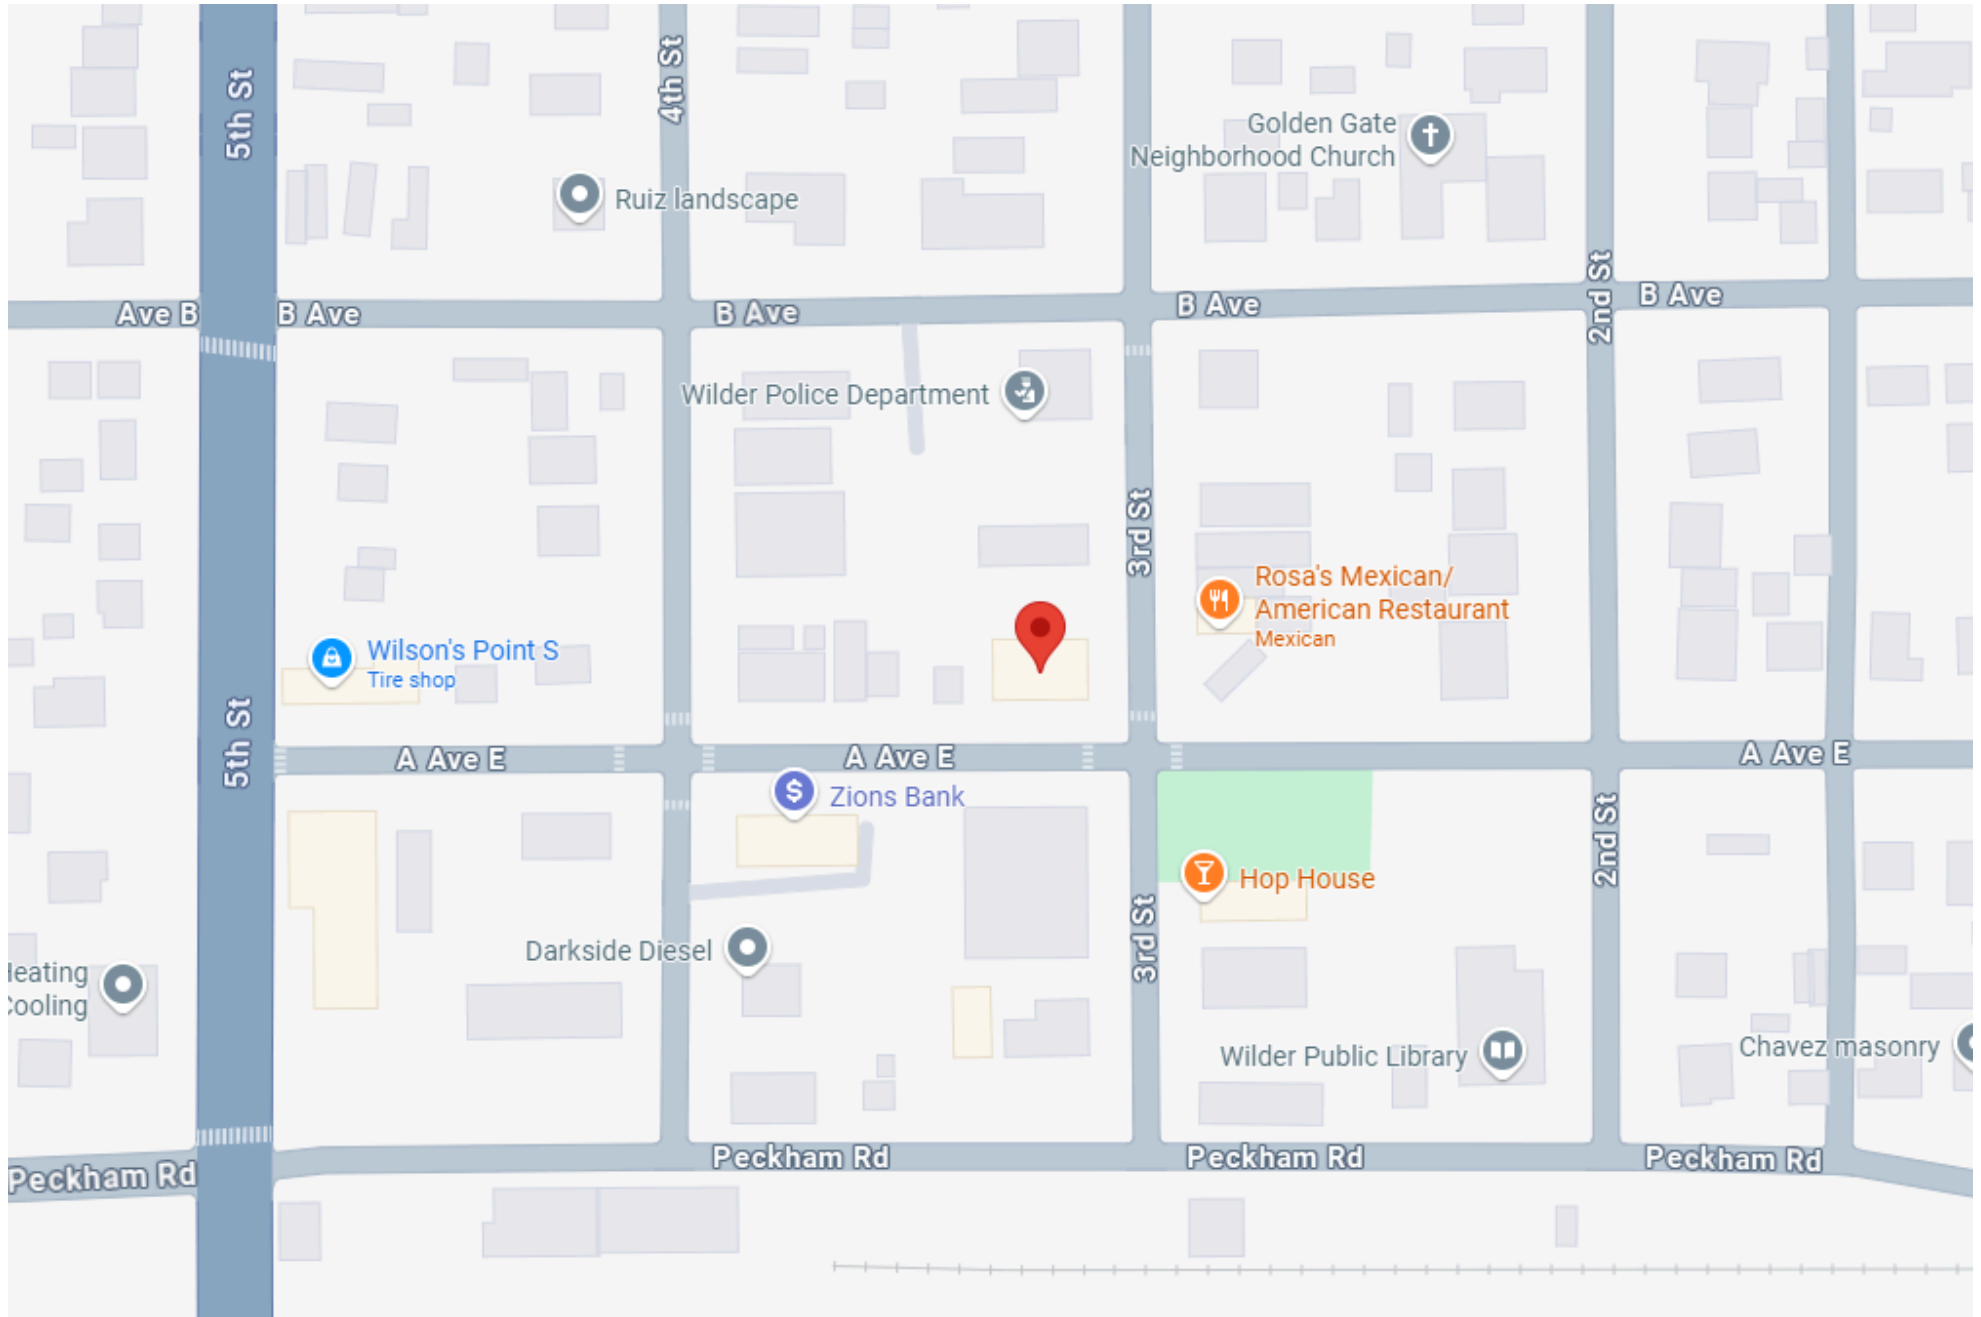 5th St
4th St
Golden Gate
Neighborhood Church
Ruiz landscape
2nd St
Ave B
B Ave
B Ave
B Ave
B Ave
Wilder Police Department
3rd St
Rosa's Mexican/
American Restaurant
Mexican
Wilson's Point S
Tire shop
5th St
A Ave E
A Ave E
A Ave E
Zions Bank
2nd St
Hop House
3rd St
Darkside Diesel
Heating
Cooling
Wilder Public Library
Chavez masonry
Peckham Rd
Peckham Rd
Peckham Rd
Peckham Rd